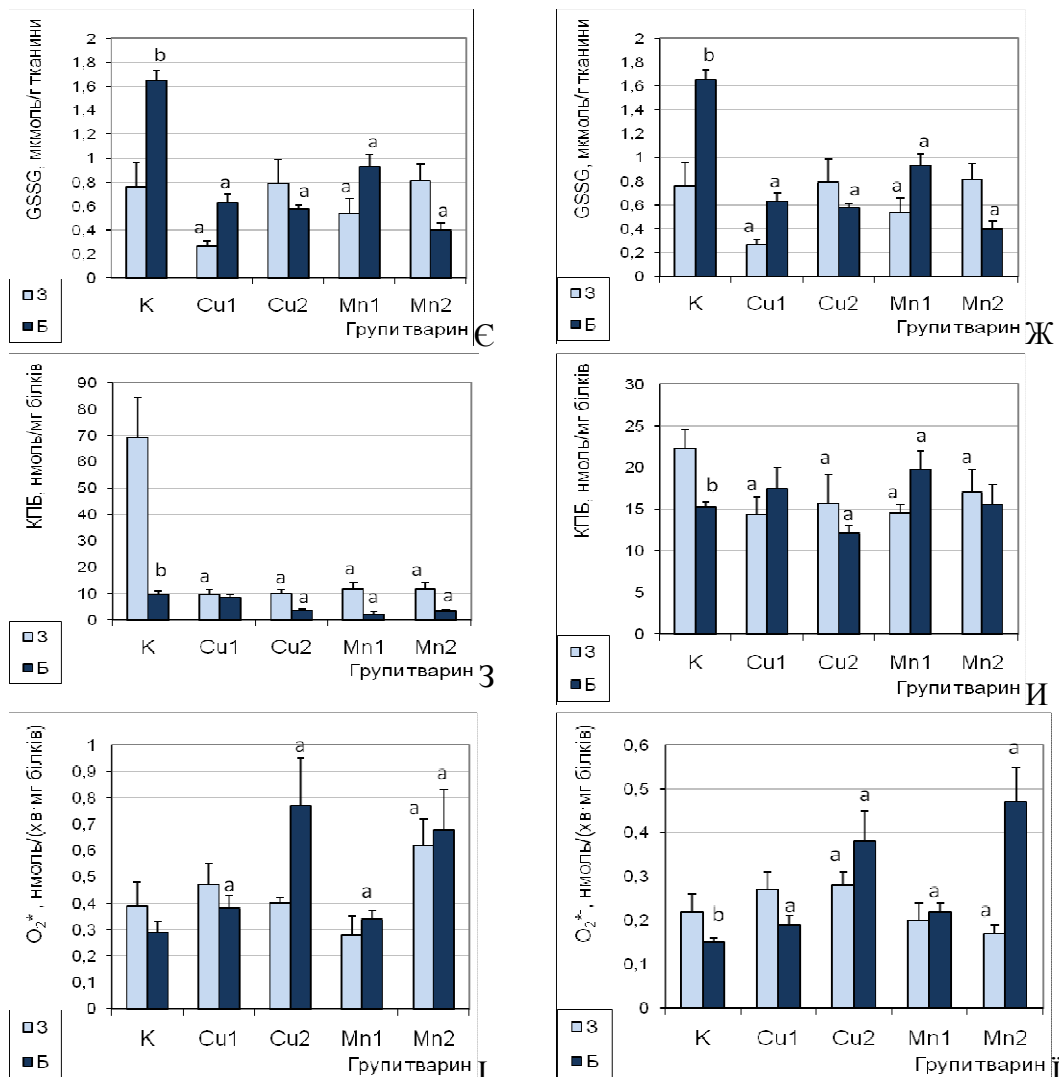 GSSG, мкмоль/г тканини
2
1,8
1,6
1,4
1,2
1
0,8
0,6
0,4
0,2
0
b
a
a
a
a
a
K
Cu1
Cu2
Mn1
Mn2
Групи тварин
З
Б
Є
GSSG, мкмоль/г тканини
2
1,8
1,6
1,4
1,2
1
0,8
0,6
0,4
0,2
0
b
a
a
a
a
a
a
K
Cu1
Cu2
Mn1
Mn2
Групи тварин
З
Б
Ж
КПБ, нмоль/мг білків
90
80
70
60
50
40
30
20
10
0
b
a
a
a
a
a
a
a
K
Cu1
Cu2
Mn1
Mn2
Групи тварин
З
Б
З
КПБ, нмоль/мг білків
30
25
20
15
10
5
0
b
a
a
a
a
a
a
K
Cu1
Cu2
Mn1
Mn2
Групи тварин
З
Б
И
O₂*, нмоль/(хв·мг білків)
1
0,9
0,8
0,7
0,6
0,5
0,4
0,3
0,2
0,1
0
a
a
a
a
a
K
Cu1
Cu2
Mn1
Mn2
Групи тварин
З
Б
І
O₂*⁻, нмоль/(хв·мг білків)
0,6
0,5
0,4
0,3
0,2
0,1
0
b
a
a
a
a
a
a
K
Cu1
Cu2
Mn1
Mn2
Групи тварин
З
Б
Ї